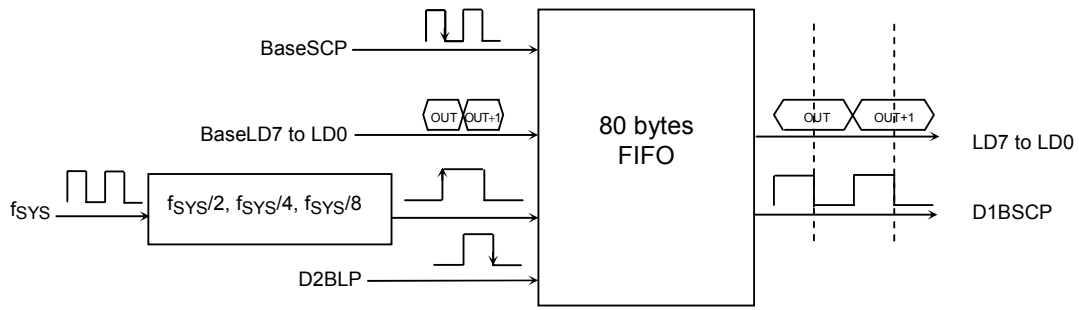 BaseSCP
BaseLD7 to LD0
OUT
OUT+1
80 bytes
FIFO
OUT
OUT+1
LD7 to LD0
fSYS
fSYS/2, fSYS/4, fSYS/8
D1BSCP
D2BLP